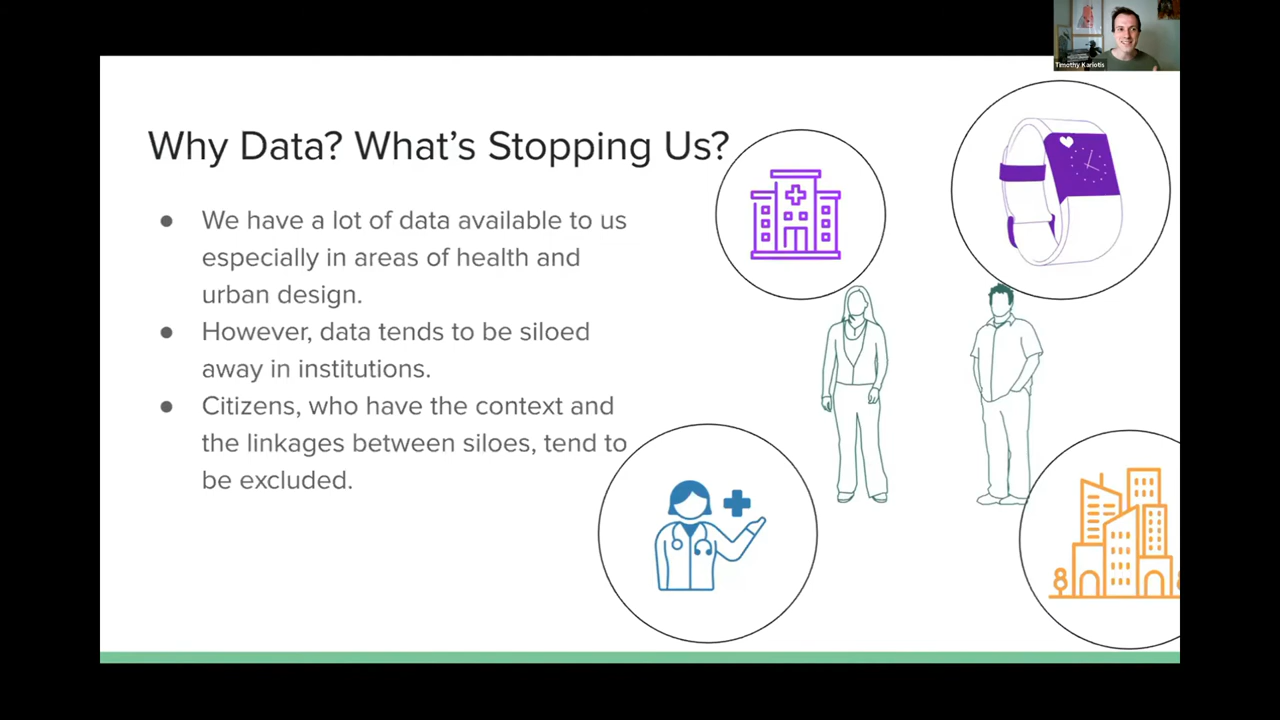 Timothy Kariotis
Why Data? What's Stopping Us?
● We have a lot of data available to us
especially in areas of health and
urban design.
● However, data tends to be siloed
away in institutions.
● Citizens, who have the context and
the linkages between siloes, tend to
be excluded.